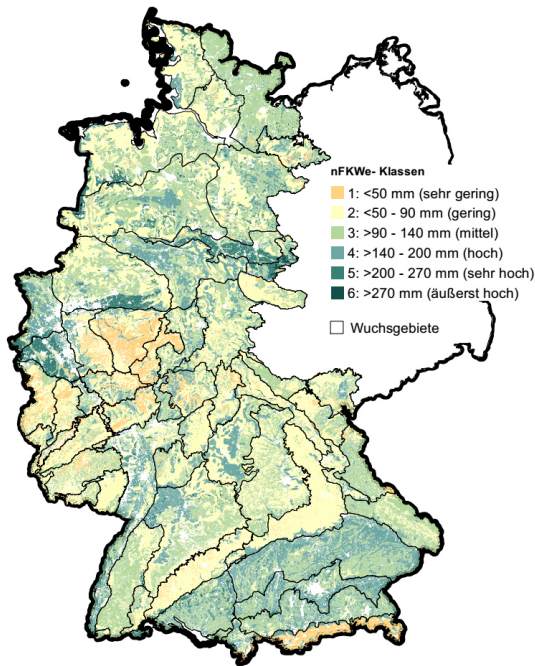 nFKWe- Klassen
1: <50 mm (sehr gering)
2: <50 - 90 mm (gering)
3: >90 - 140 mm (mittel)
4: >140 - 200 mm (hoch)
5: >200 - 270 mm (sehr hoch)
6: >270 mm (äußerst hoch)
Wuchsgebiete